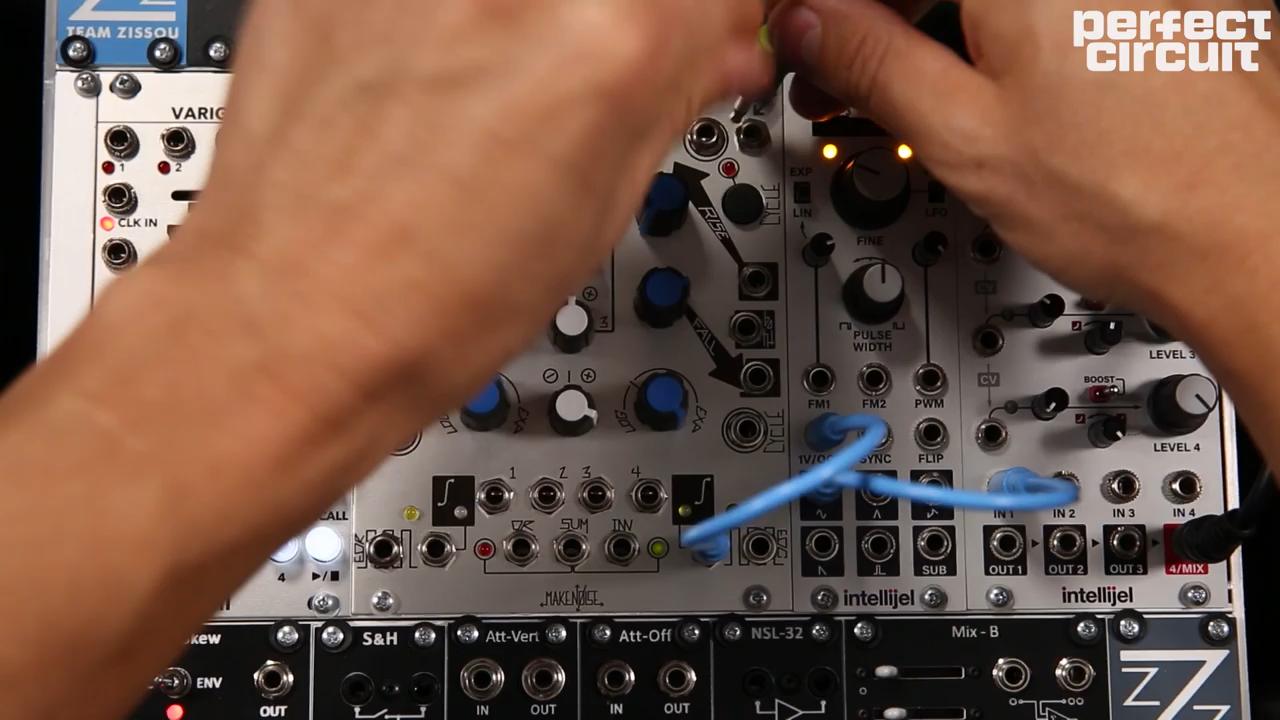 perfect
circuit
TEAM ZISSOU
VARIG
1
2
CLK IN
EXP
LIN
LFO
FINE
RISE
CYCLE
3
PULSE
WIDTH
CV
LEVEL 3
FALL
CV
BOOST
FM1
FM2
PWM
LEVEL 4
CYCLE
SYNC
FLIP
1
2
3
4
IN 1
IN 2
IN 3
IN 4
CALL
OR
SUM
INV
4
SUB
OUT 1
OUT 2
OUT 3
4/MIX
MAKENOISE
intellijel
intellijel
kew
S&H
Att-Vert
Att-Off
NSL-32
Mix - B
ENV
OUT
IN
OUT
IN
OUT